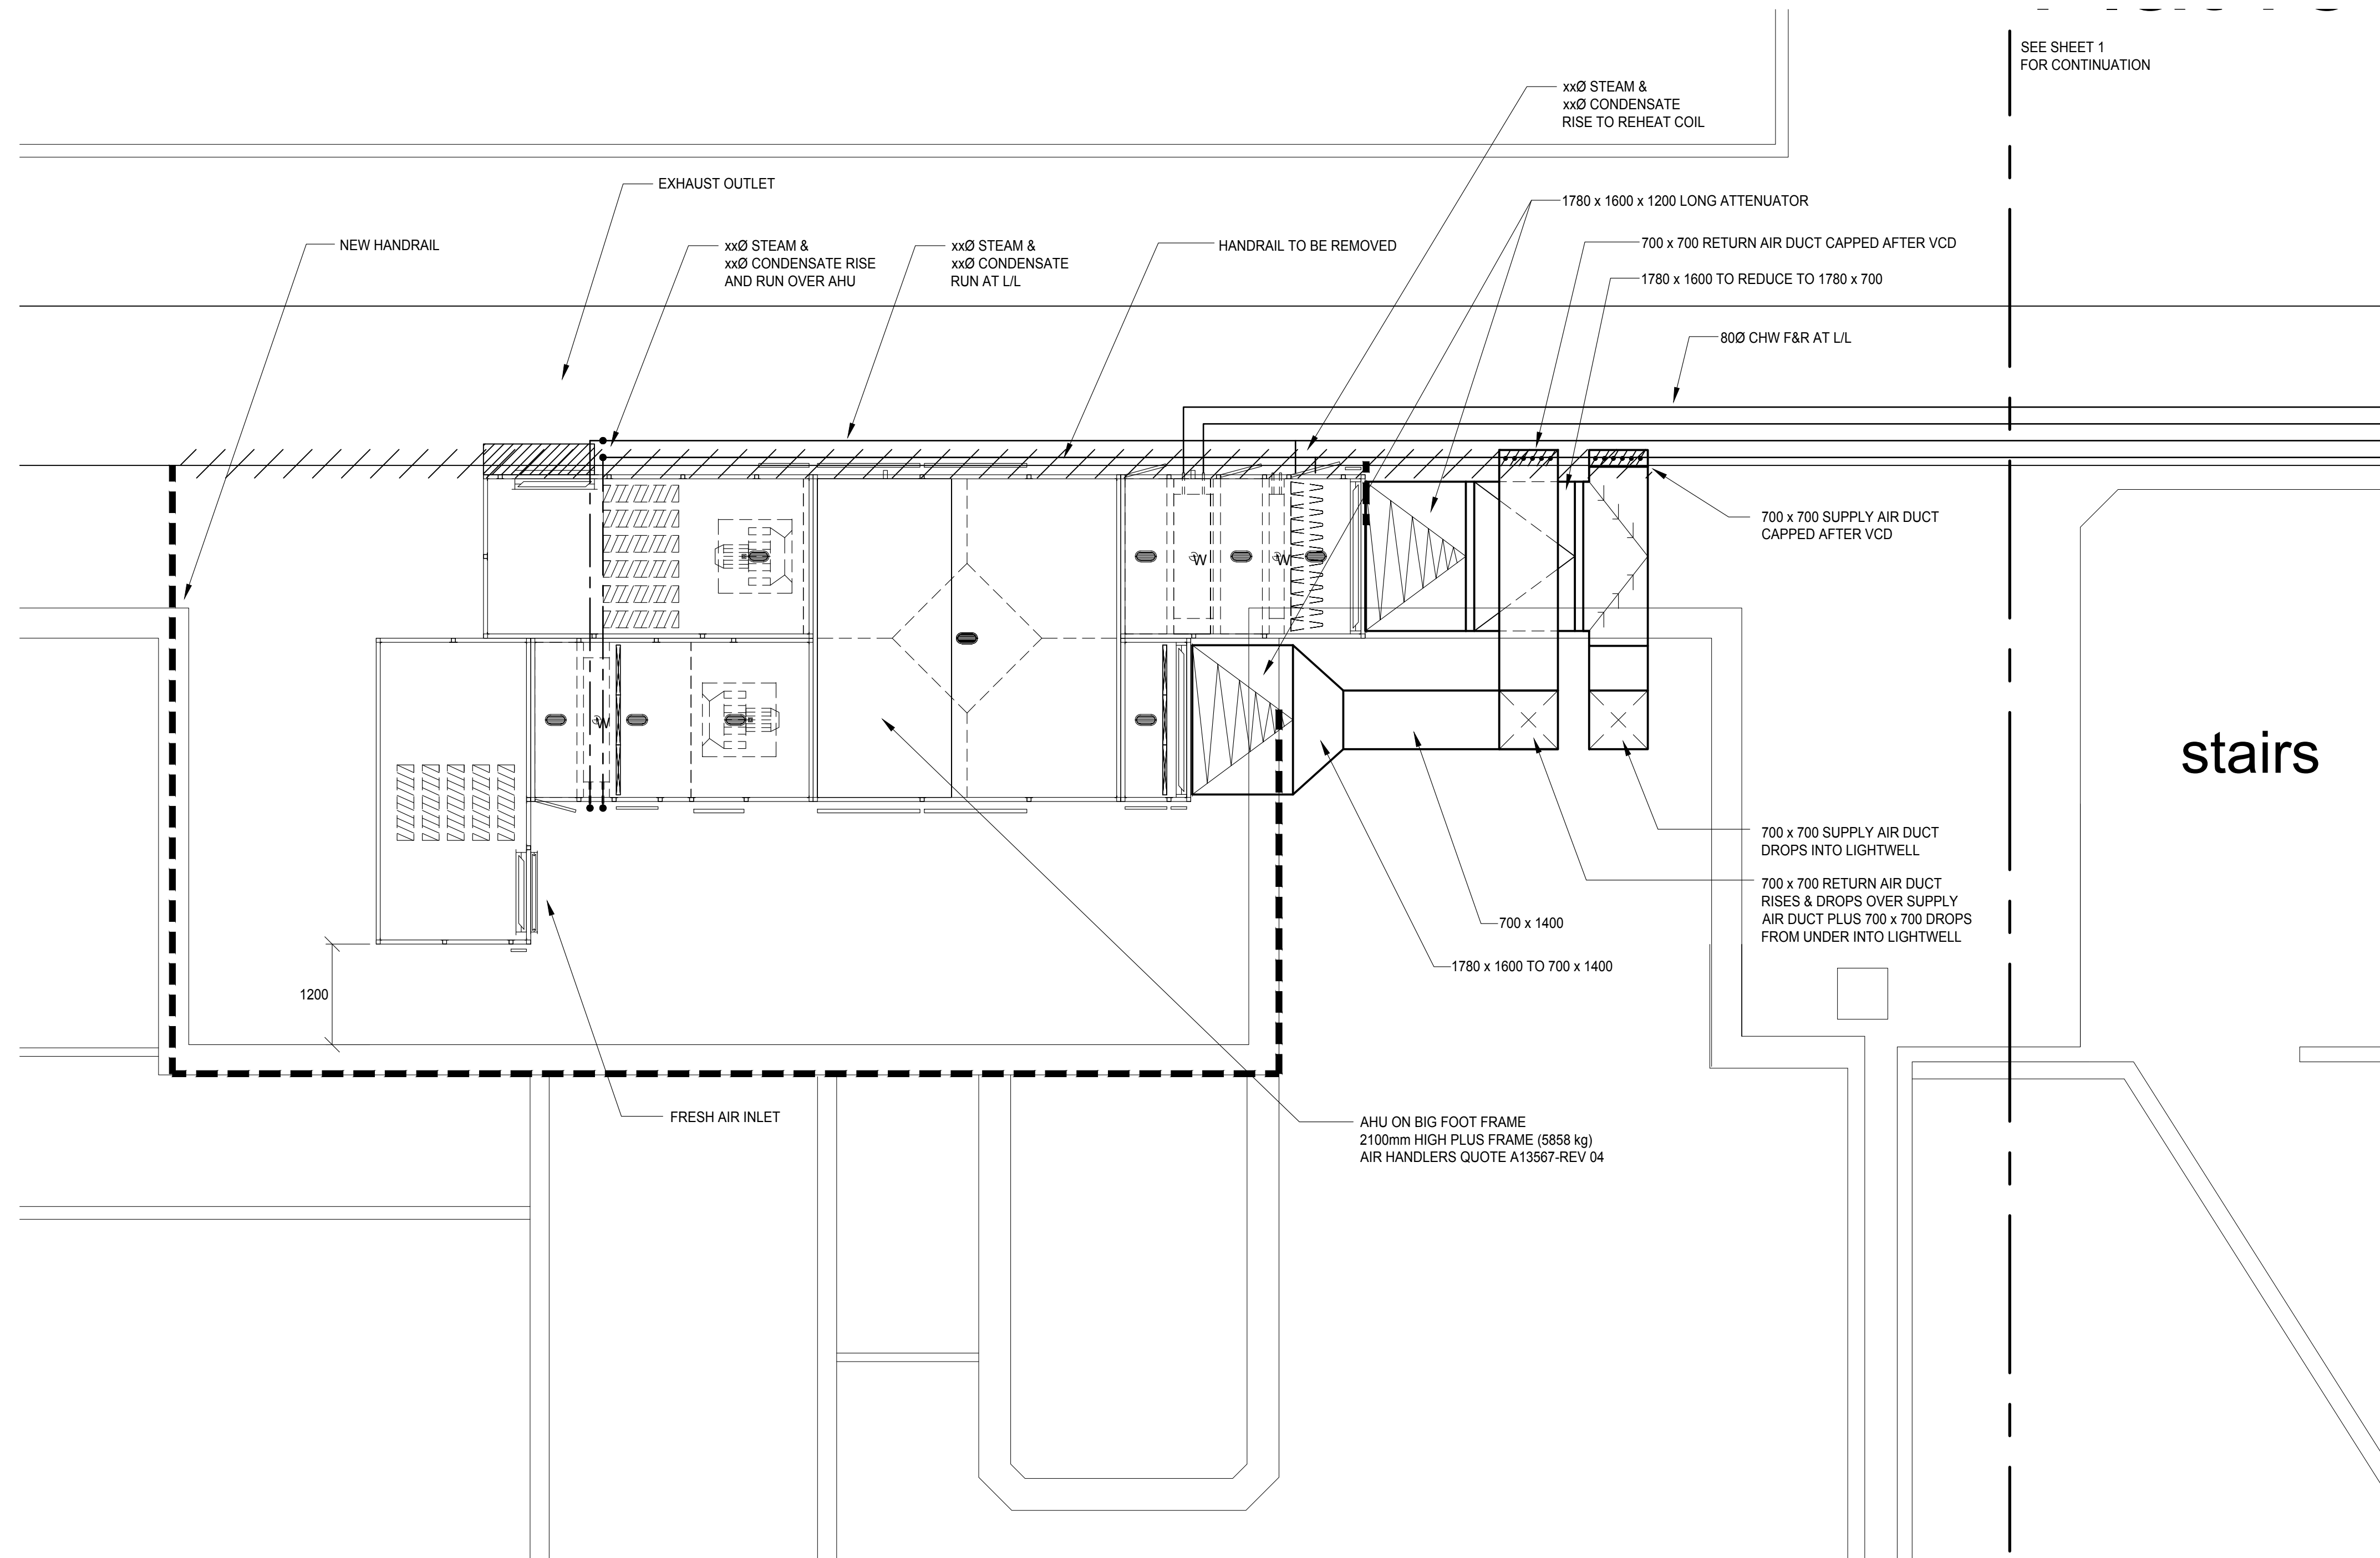 SEE SHEET 1
FOR CONTINUATION
xxØ STEAM &
xxØ CONDENSATE
RISE TO REHEAT COIL
EXHAUST OUTLET
1780 x 1600 x 1200 LONG ATTENUATOR
NEW HANDRAIL
xxØ STEAM &
xxØ CONDENSATE RISE
AND RUN OVER AHU
xxØ STEAM &
xxØ CONDENSATE
RUN AT L/L
HANDRAIL TO BE REMOVED
700 x 700 RETURN AIR DUCT CAPPED AFTER VCD
1780 x 1600 TO REDUCE TO 1780 x 700
80Ø CHW F&R AT L/L
700 x 700 SUPPLY AIR DUCT
CAPPED AFTER VCD
W
W
W
stairs
700 x 700 SUPPLY AIR DUCT
DROPS INTO LIGHTWELL
700 x 700 RETURN AIR DUCT
RISES & DROPS OVER SUPPLY
AIR DUCT PLUS 700 x 700 DROPS
FROM UNDER INTO LIGHTWELL
700 x 1400
1780 x 1600 TO 700 x 1400
1200
FRESH AIR INLET
AHU ON BIG FOOT FRAME
2100mm HIGH PLUS FRAME (5858 kg)
AIR HANDLERS QUOTE A13567-REV 04